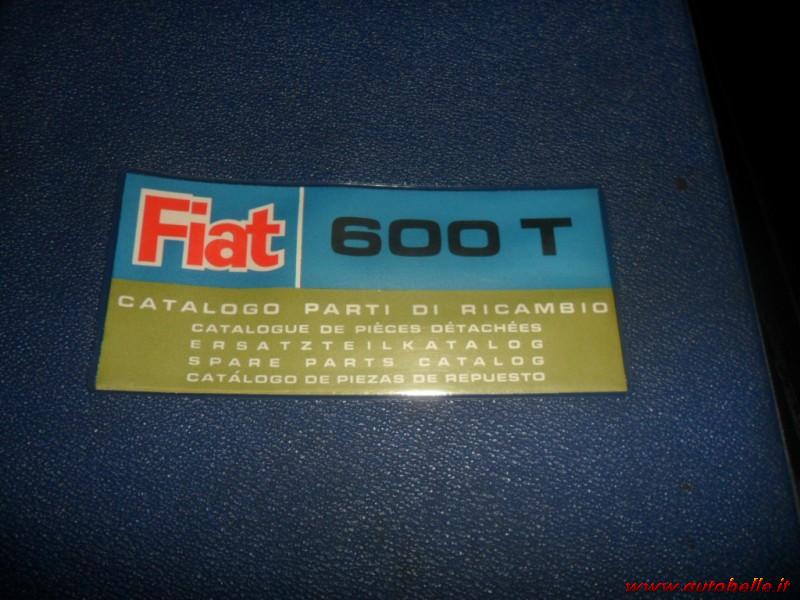 Fiat 600 T
CATALOGO PARTI DI RICAMBIO
CATALOGUE DE PIÈCES DÉTACHÉES
ERSATZTEILKATALOG
SPARE PARTS CATALOG
CATÁLOGO DE PIEZAS DE REPUESTO
www.autobelle.it